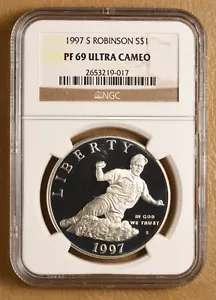 1997 S ROBINSON S$1
PF 69 ULTRA CAMEO
2653219-017
NGC
LIBERTY
IN GOD
WE TRUST
S
1997